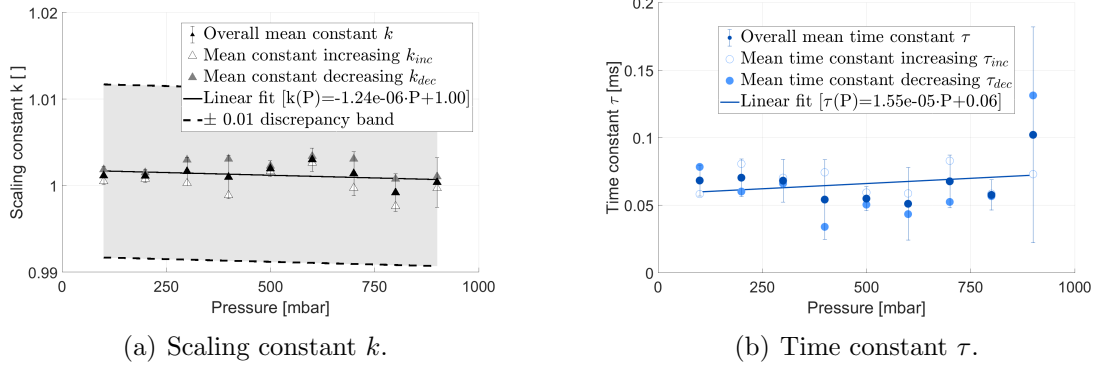 1.02
1.01
1
0.99
Scaling constant k [ ]
Overall mean constant k
Mean constant increasing k_inc
Mean constant decreasing k_dec
Linear fit [k(P)=-1.24e-06·P+1.00]
± 0.01 discrepancy band
0 250 500 750 1000
Pressure [mbar]
(a) Scaling constant k.
0.2
0.15
0.1
0.05
0
Time constant τ [ms]
Overall mean time constant τ
Mean time constant increasing τ_inc
Mean time constant decreasing τ_dec
Linear fit [τ(P)=1.55e-05·P+0.06]
0 250 500 750 1000
Pressure [mbar]
(b) Time constant τ.